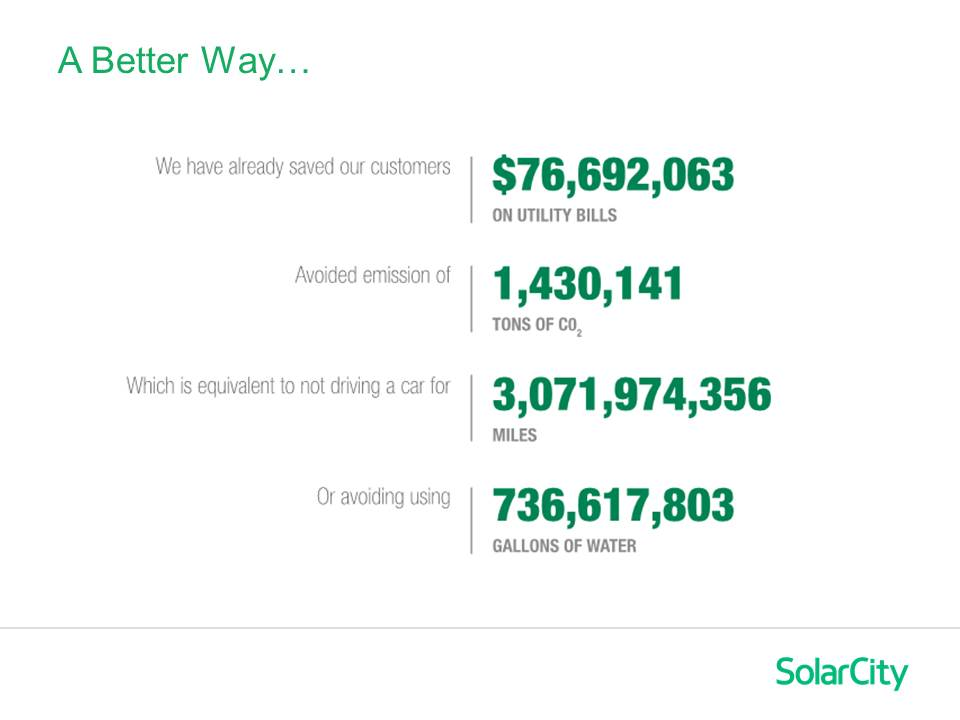 A Better Way…
We have already saved our customers
$76,692,063
ON UTILITY BILLS
Avoided emission of
1,430,141
TONS OF CO₂
Which is equivalent to not driving a car for
3,071,974,356
MILES
Or avoiding using
736,617,803
GALLONS OF WATER
SolarCity